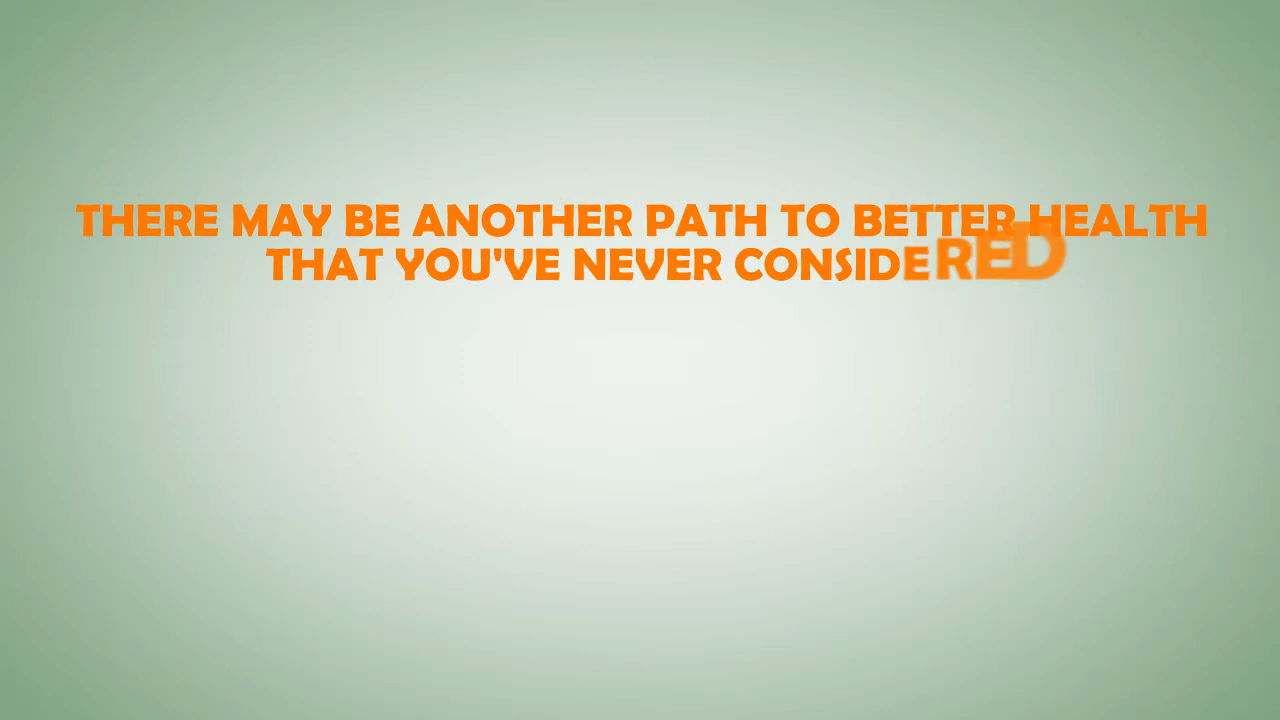 THERE MAY BE ANOTHER PATH TO BETTER HEALTH
THAT YOU'VE NEVER CONSIDERED